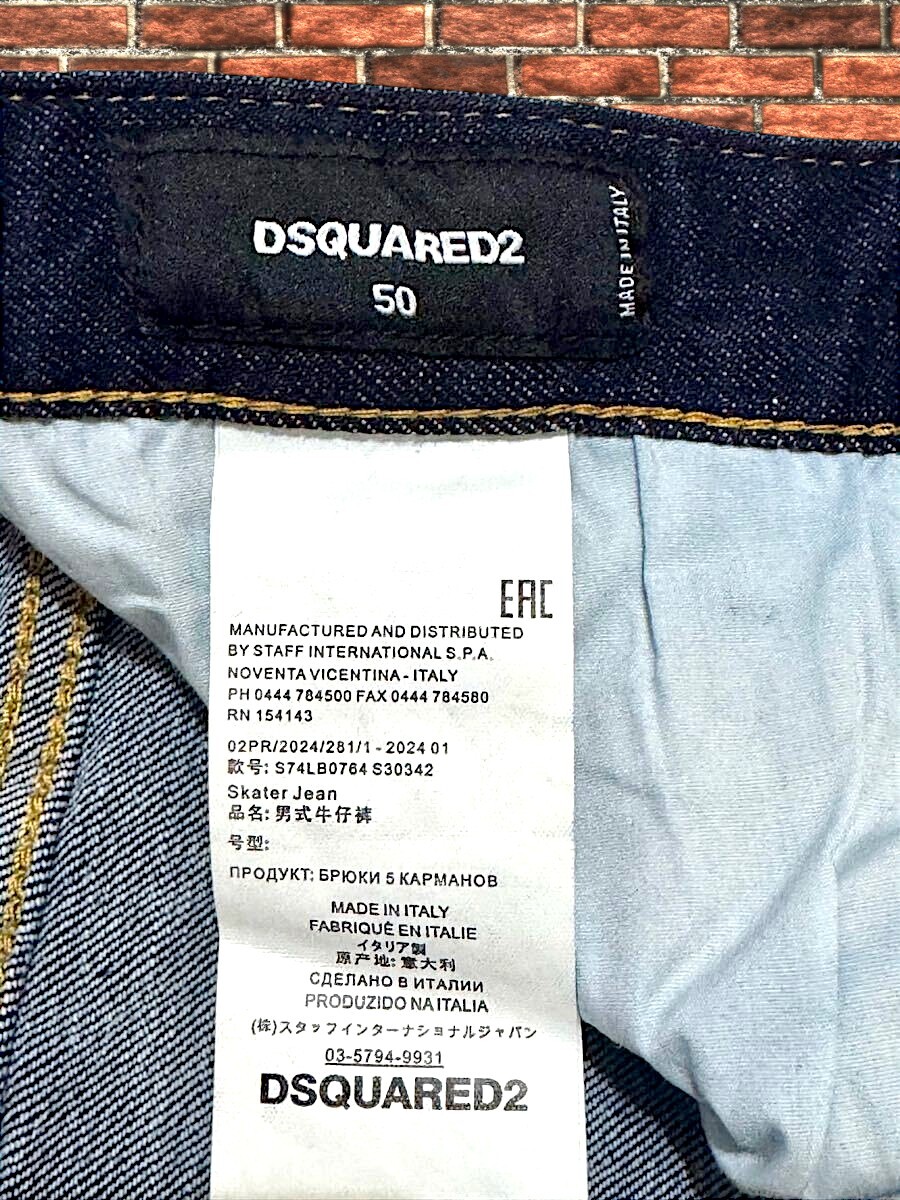 DSQUARED2
50
MADE IN ITALY
EAC
MANUFACTURED AND DISTRIBUTED
BY STAFF INTERNATIONAL S.P.A.
NOVENTA VICENTINA - ITALY
PH 0444 784500 FAX 0444 784580
RN 154143
02PR/2024/281/1 - 2024 01
款号: S74LB0764 S30342
Skater Jean
品名: 男式牛仔裤
号型:
ПРОДУКТ: БРЮКИ 5 КАРМАНОВ
MADE IN ITALY
FABRIQUÉ EN ITALIE
イタリア製
原产地: 意大利
СДЕЛАНО В ИТАЛИИ
PRODUZIDO NA ITALIA
(株)スタッフインターナショナルジャパン
03-5794-9931
DSQUARED2